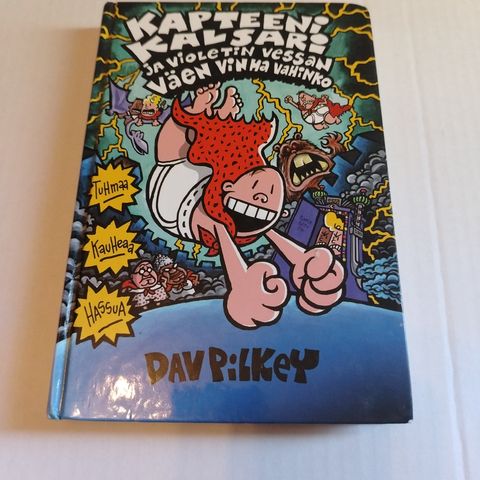 KAPTEENI
KALSARI
JA VIOLETIN VESSAN
VÄEN VINHA VAHINKO
TUHMAA
KAUHEAA
HASSUA
DAV PILKEY